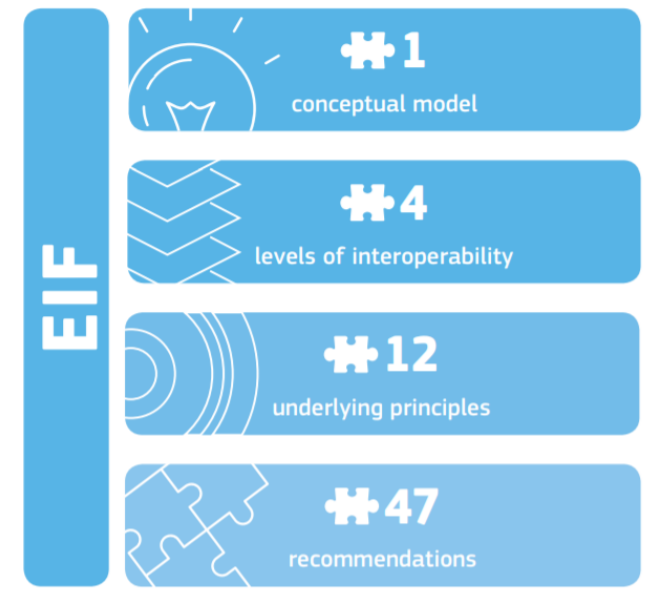 EIF
1
conceptual model
4
levels of interoperability
12
underlying principles
47
recommendations